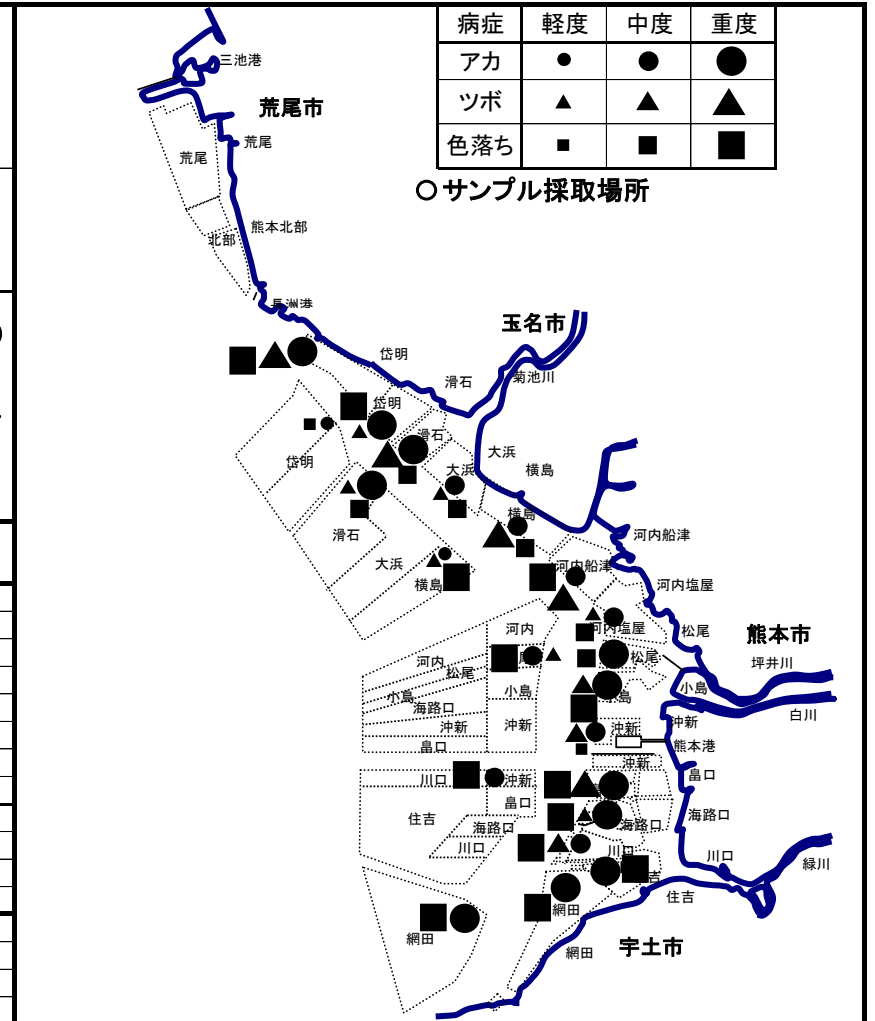 病症 軽度 中度 重度
アカ
ツボ
色落ち
○サンプル採取場所
三池港
荒尾市
荒尾
荒尾
熊本北部
北部
長洲港
玉名市
岱明
滑石
菊池川
岱明
滑石
大浜
大浜
横島
岱明
横島
滑石
河内船津
大浜
河内船津
横島
河内塩屋
河内
河内塩屋
松尾
熊本市
河内
松尾
坪井川
松尾
小島
小島
小島
小島
海路口
白川
沖新
沖新
沖新
沖新
畠口
熊本港
沖新
川口
沖新
畠口
畠口
住吉
海路口
海路口
海路口
川口
川口
川口
緑川
住吉
網田
網田
網田
宇土市